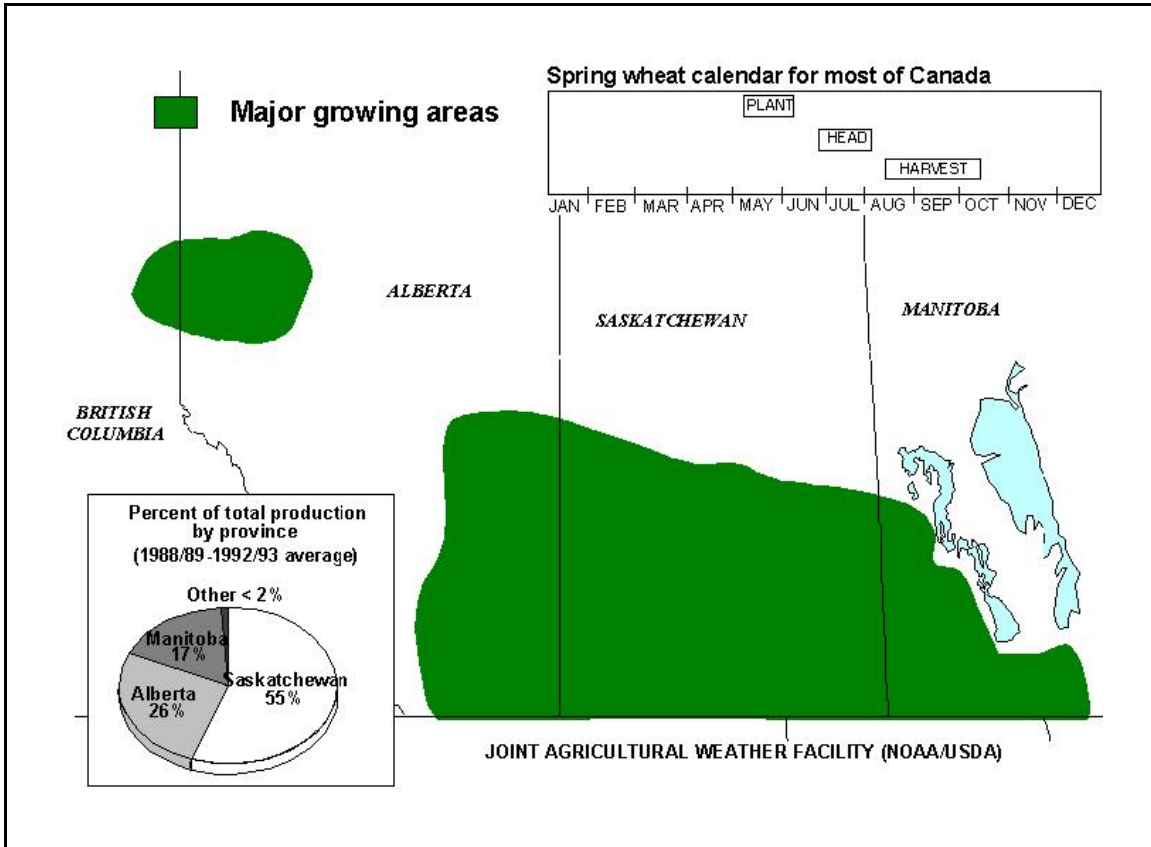 Spring wheat calendar for most of Canada
Major growing areas
PLANT
HEAD
HARVEST
JAN FEB MAR APR MAY JUN JUL AUG SEP OCT NOV DEC
ALBERTA
SASKATCHEWAN
MANITOBA
BRITISH
COLUMBIA
Percent of total production
by province
(1988/89-1992/93 average)
Other < 2%
Manitoba
17%
Saskatchewan
55%
Alberta
26%
JOINT AGRICULTURAL WEATHER FACILITY (NOAA/USDA)